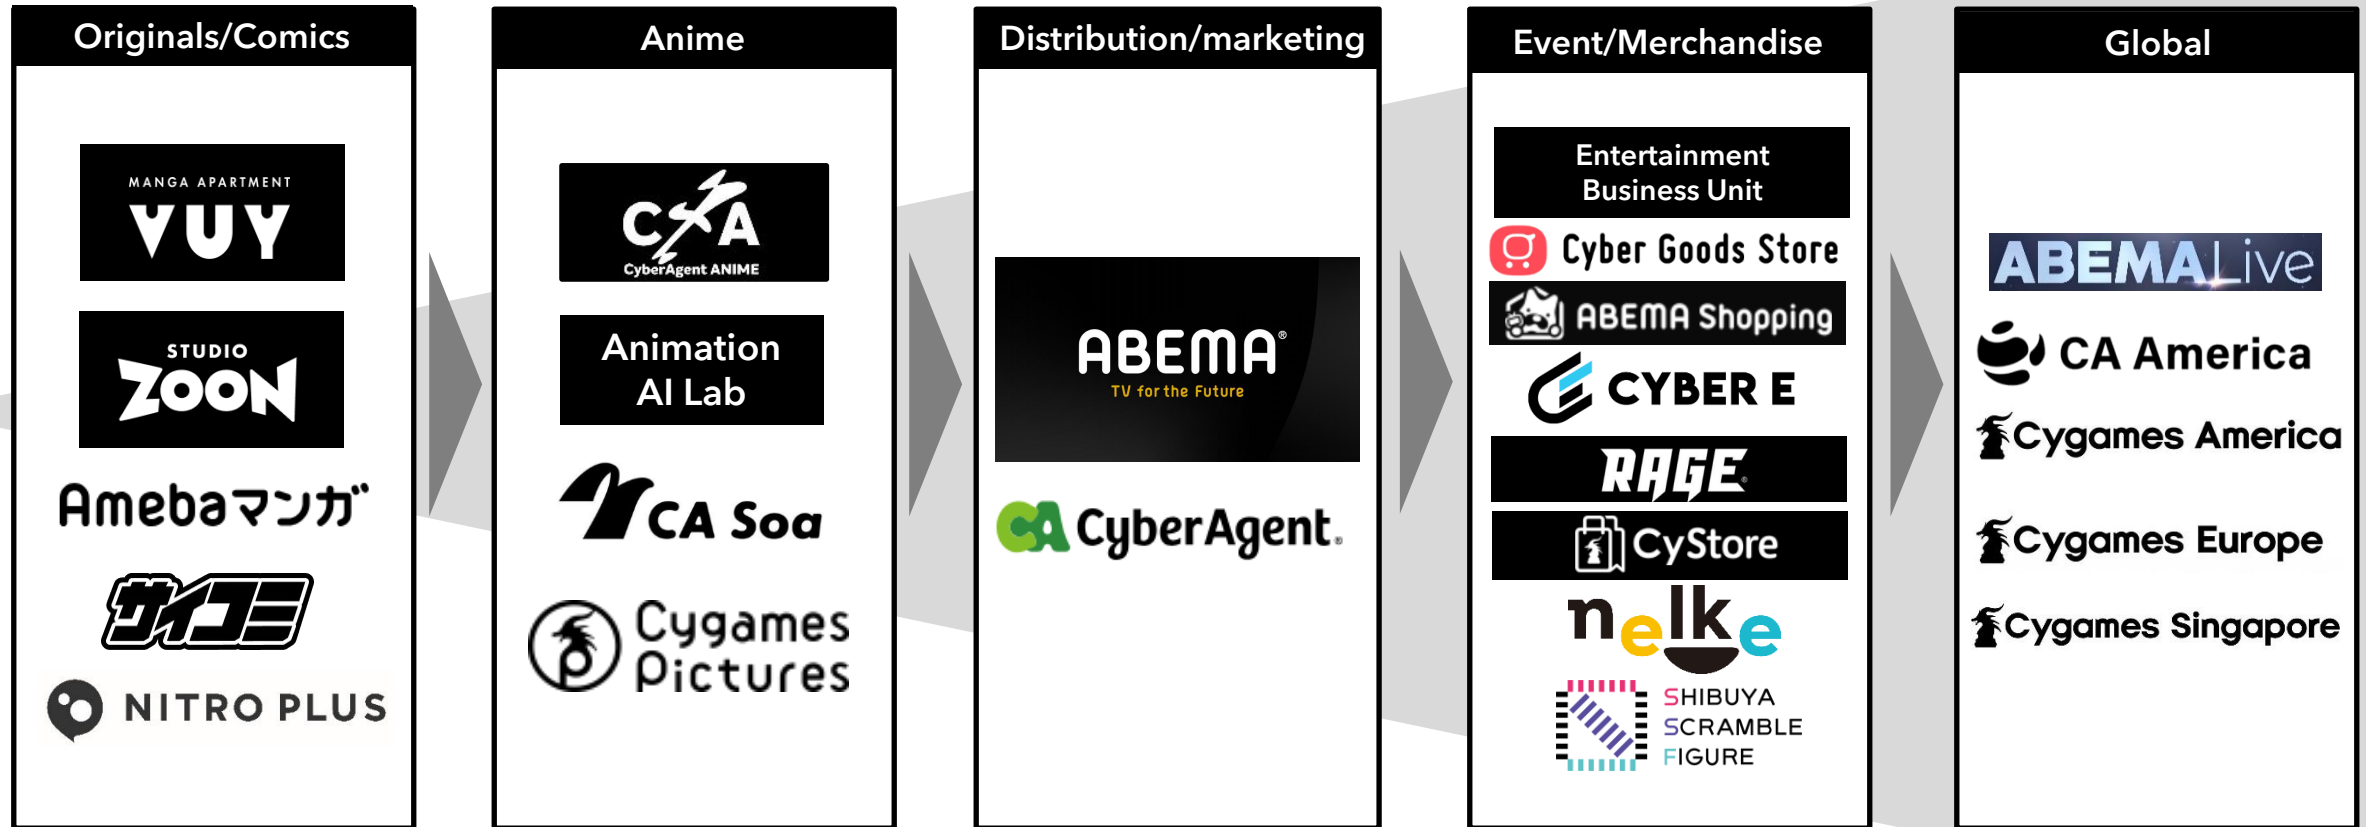 Originals/Comics
MANGA APARTMENT
VUY
STUDIO
ZOON
Amebaマンガ
サイコミ
NITRO PLUS
Anime
CA
CyberAgent ANIME
Animation
AI Lab
CA Soa
Cygames
Pictures
Distribution/marketing
ABEMA®
TV for the Future
CA CyberAgent®
Event/Merchandise
Entertainment
Business Unit
Cyber Goods Store
ABEMA Shopping
CYBER E
RAGE
CyStore
nelke
SHIBUYA
SCRAMBLE
FIGURE
Global
ABEMALive
CA America
Cygames America
Cygames Europe
Cygames Singapore